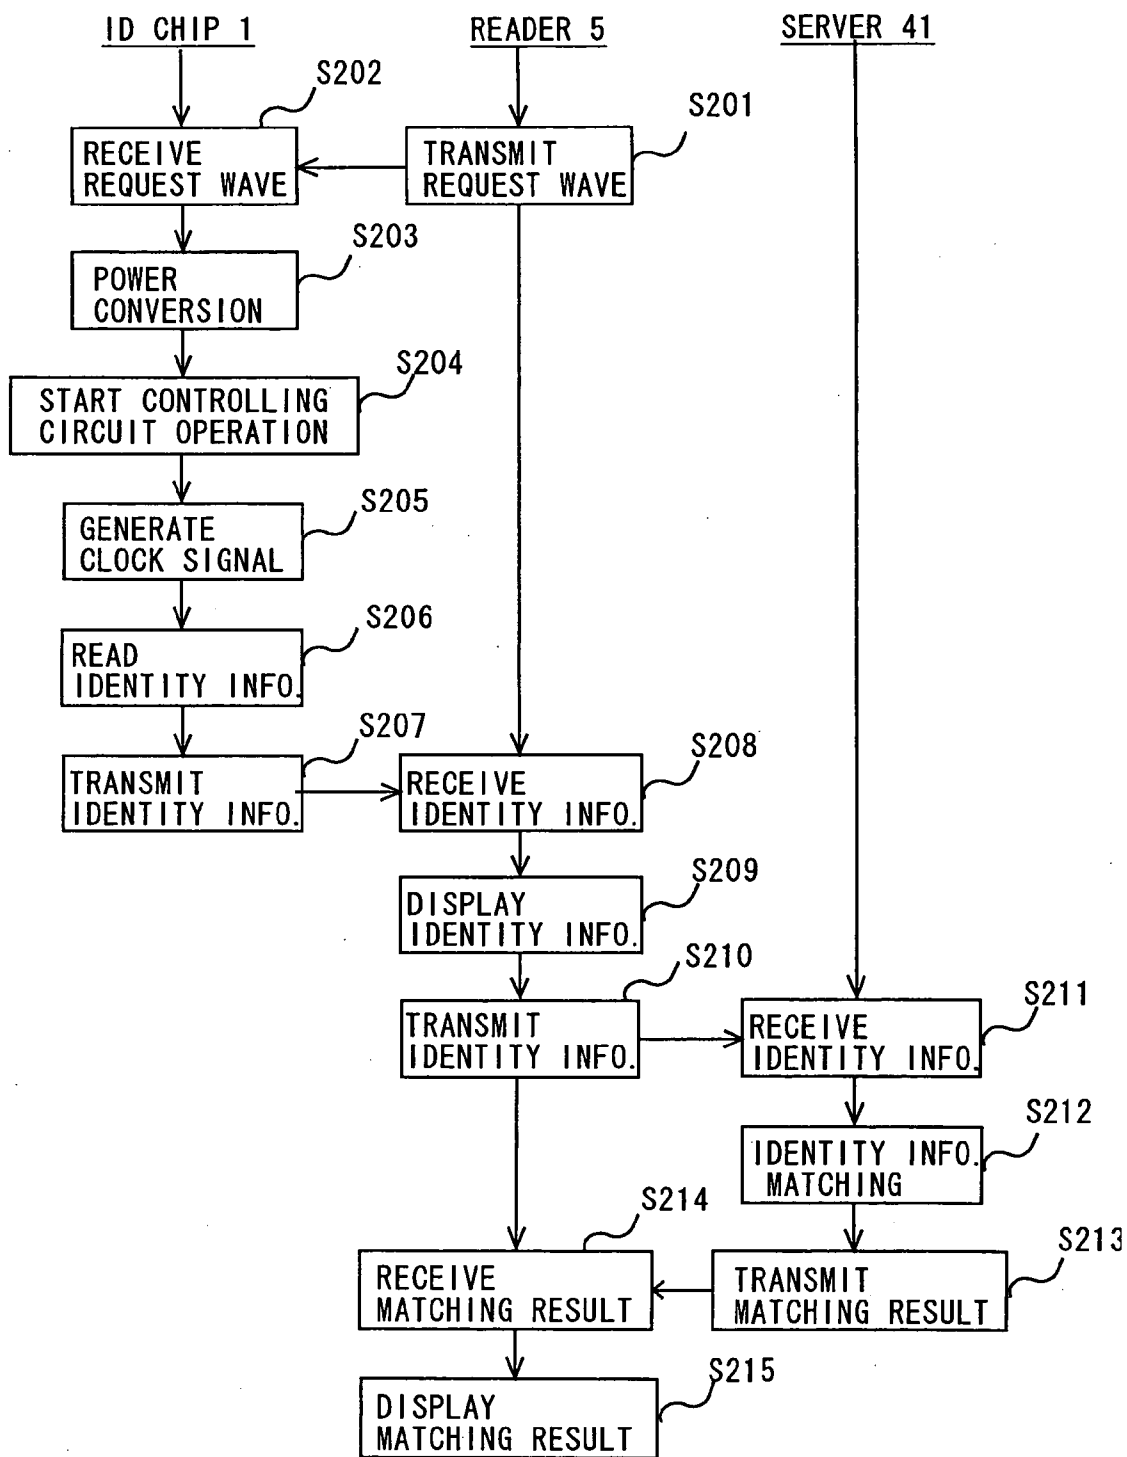 ID CHIP 1
READER 5
SERVER 41
S202
S201
RECEIVE
REQUEST WAVE
TRANSMIT
REQUEST WAVE
S203
POWER
CONVERSION
S204
START CONTROLLING
CIRCUIT OPERATION
S205
GENERATE
CLOCK SIGNAL
S206
READ
IDENTITY INFO.
S207
TRANSMIT
IDENTITY INFO.
S208
RECEIVE
IDENTITY INFO.
S209
DISPLAY
IDENTITY INFO.
S210
TRANSMIT
IDENTITY INFO.
S211
RECEIVE
IDENTITY INFO.
S212
IDENTITY INFO.
MATCHING
S214
RECEIVE
MATCHING RESULT
S213
TRANSMIT
MATCHING RESULT
S215
DISPLAY
MATCHING RESULT